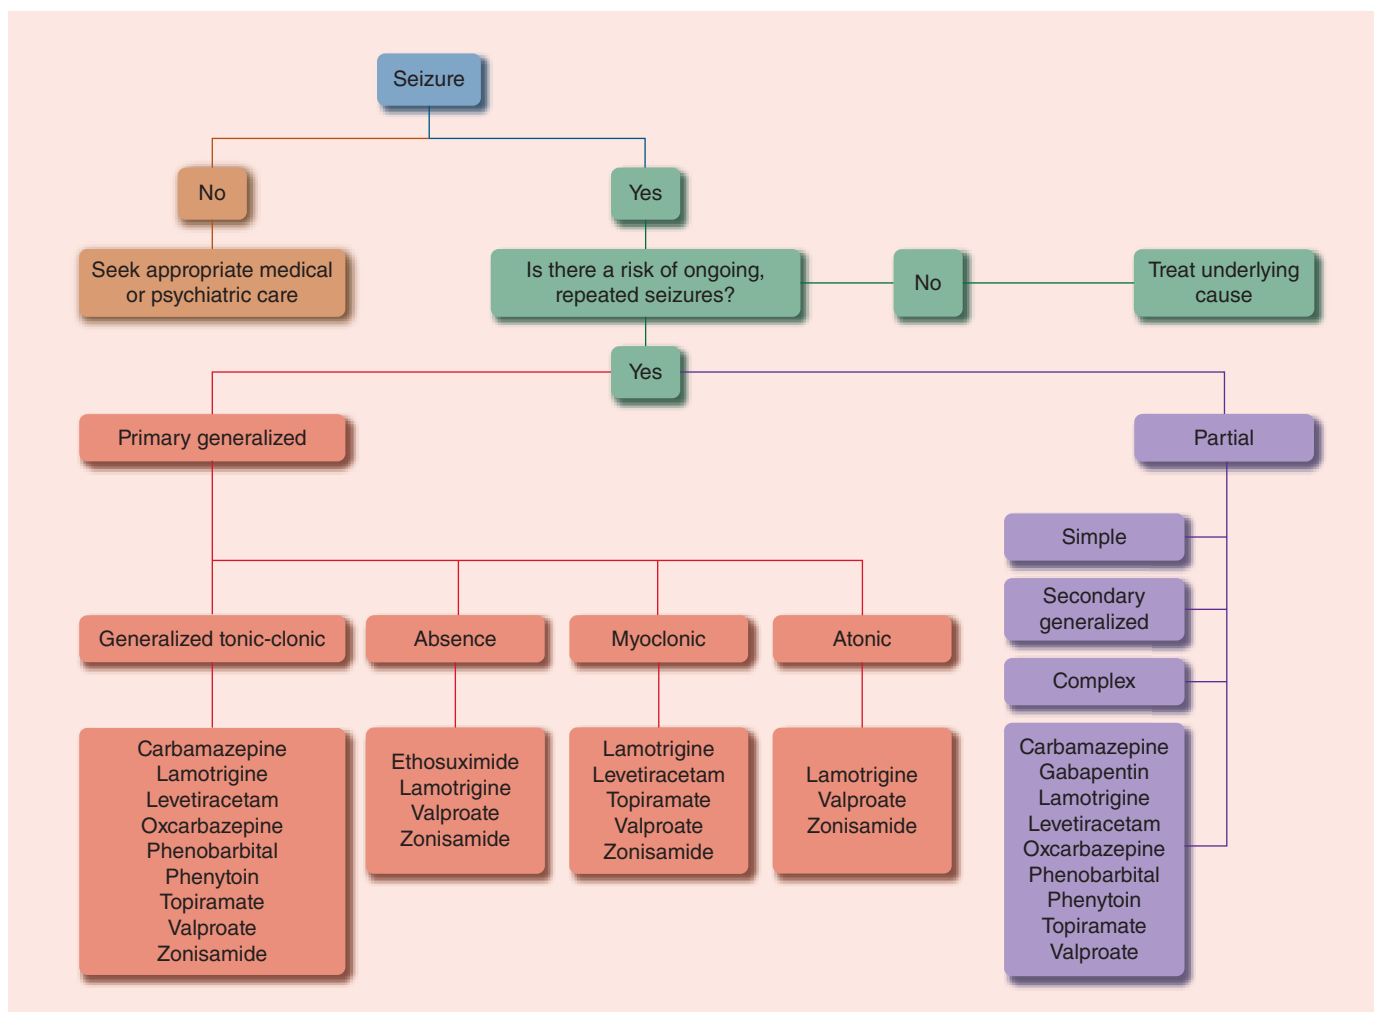 Seizure
No
Yes
Seek appropriate medical
or psychiatric care
Is there a risk of ongoing,
repeated seizures?
No
Treat underlying
cause
Yes
Primary generalized
Partial
Generalized tonic-clonic
Absence
Myoclonic
Atonic
Carbamazepine
Lamotrigine
Levetiracetam
Oxcarbazepine
Phenobarbital
Phenytoin
Topiramate
Valproate
Zonisamide
Ethosuximide
Lamotrigine
Valproate
Zonisamide
Lamotrigine
Levetiracetam
Topiramate
Valproate
Zonisamide
Lamotrigine
Valproate
Zonisamide
Simple
Secondary
generalized
Complex
Carbamazepine
Gabapentin
Lamotrigine
Levetiracetam
Oxcarbazepine
Phenobarbital
Phenytoin
Topiramate
Valproate